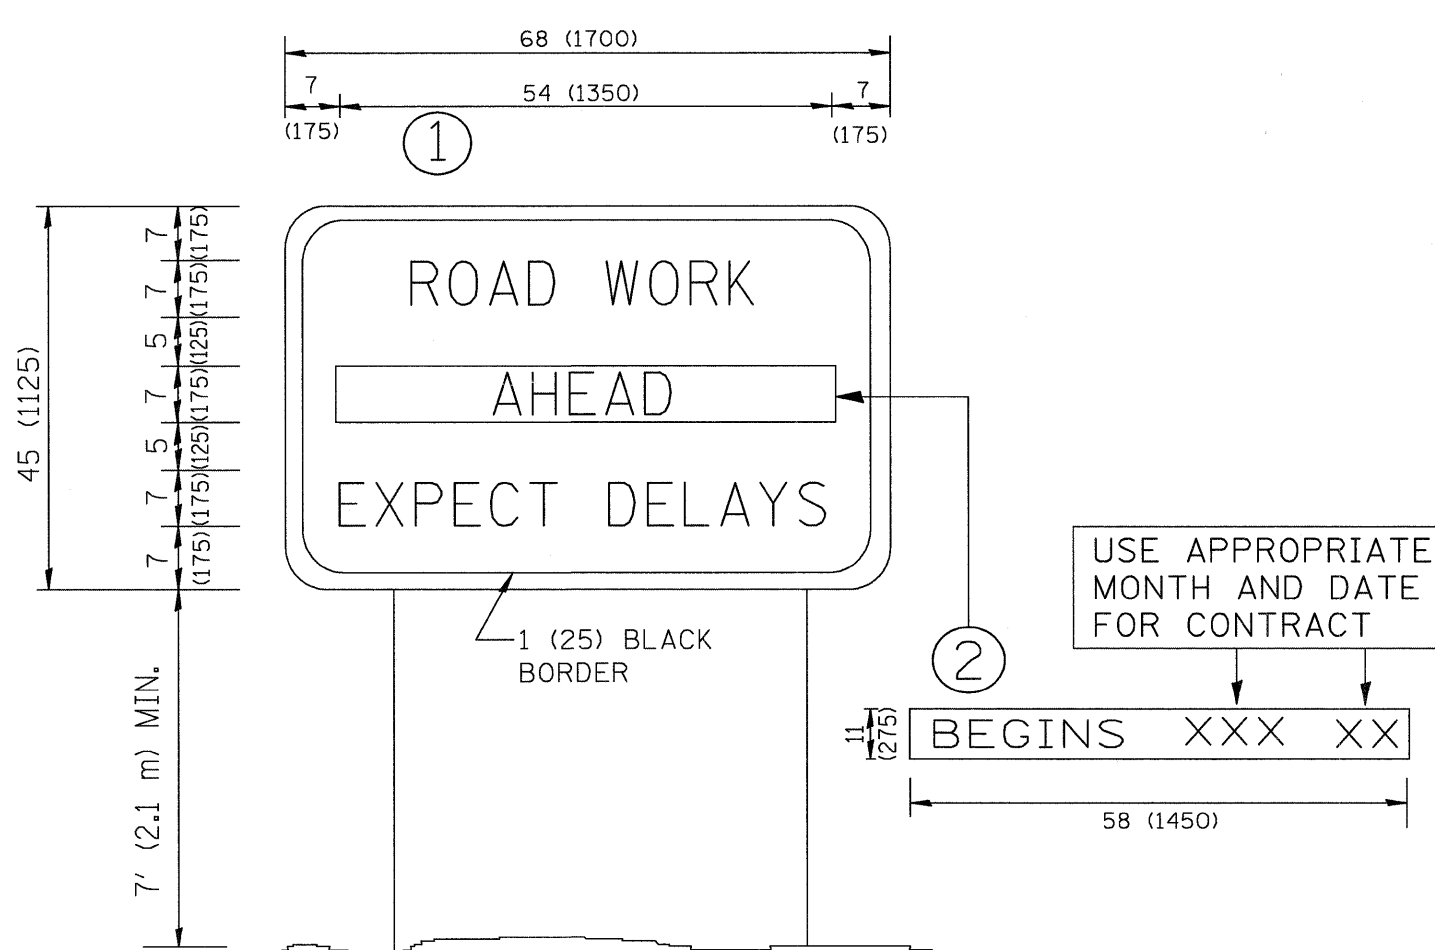 68 (1700)
7
54 (1350)
7
(175)
(175)
1
45 (1125)
7
(175)
7
(175)
5
(125)
7
(175)
5
(125)
7
(175)
7
(175)
ROAD WORK
AHEAD
EXPECT DELAYS
1 (25) BLACK
BORDER
7' (2.1 m) MIN.
USE APPROPRIATE
MONTH AND DATE
FOR CONTRACT
2
11
(275)
BEGINS XXX XX
58 (1450)